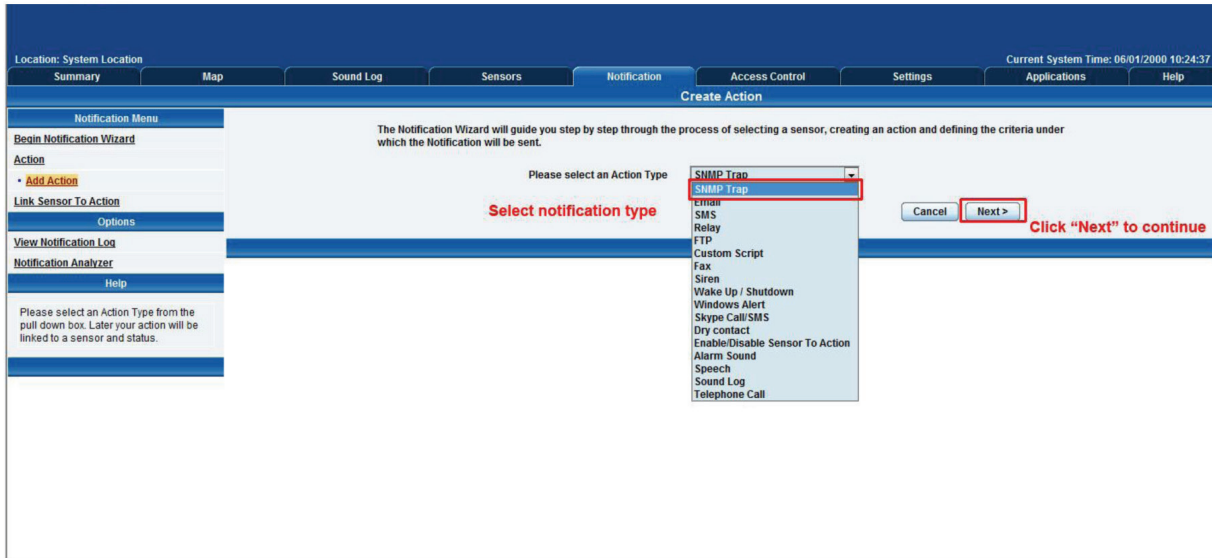 Location: System Location
Current System Time: 06/01/2000 10:24:37
Summary Map Sound Log Sensors Notification Access Control Settings Applications Help
Create Action
Notification Menu
Begin Notification Wizard
Action
• Add Action
Link Sensor To Action
Options
View Notification Log
Notification Analyzer
Help
Please select an Action Type from the
pull down box. Later your action will be
linked to a sensor and status.
The Notification Wizard will guide you step by step through the process of selecting a sensor, creating an action and defining the criteria under
which the Notification will be sent.
Please select an Action Type
SNMP Trap
SNMP Trap
Email
SMS
Relay
FTP
Custom Script
Fax
Siren
Wake Up / Shutdown
Windows Alert
Skype Call/SMS
Dry contact
Enable/Disable Sensor To Action
Alarm Sound
Speech
Sound Log
Telephone Call
Select notification type
Cancel
Next >
Click “Next” to continue